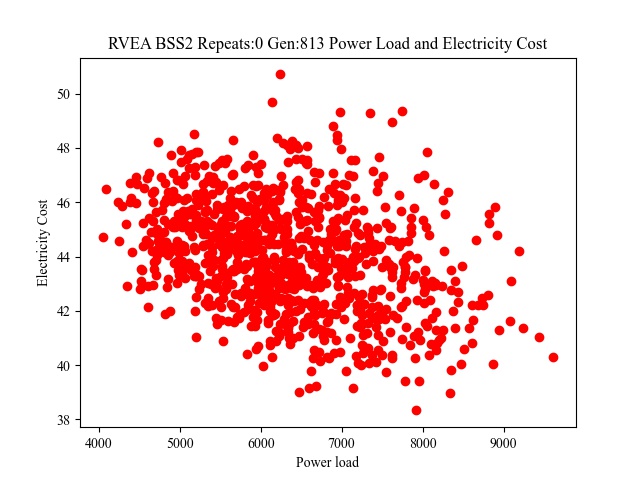 RVEA BSS2 Repeats:0 Gen:813 Power Load and Electricity Cost
50
48
46
44
42
40
38
Electricity Cost
4000 5000 6000 7000 8000 9000
Power load